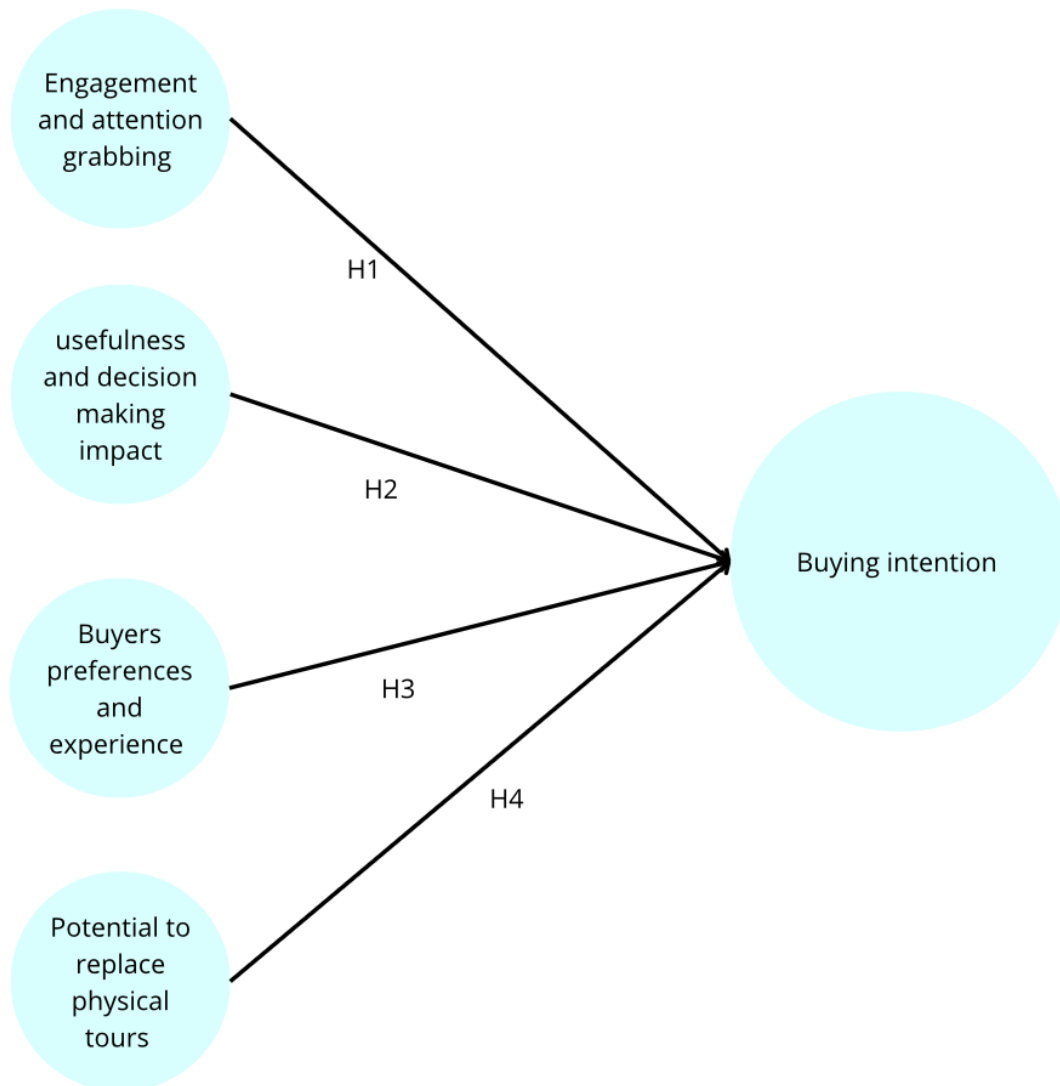 Engagement
and attention
grabbing
H1
usefulness
and decision
making
impact
H2
Buying intention
Buyers
preferences
and
experience
H3
H4
Potential to
replace
physical
tours